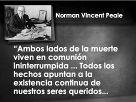 Norman Vincent Peale
“Ambos lados de la muerte
viven en comunión
ininterrumpida ... Todos los
hechos apuntan a la
existencia continua de
nuestros seres queridos...